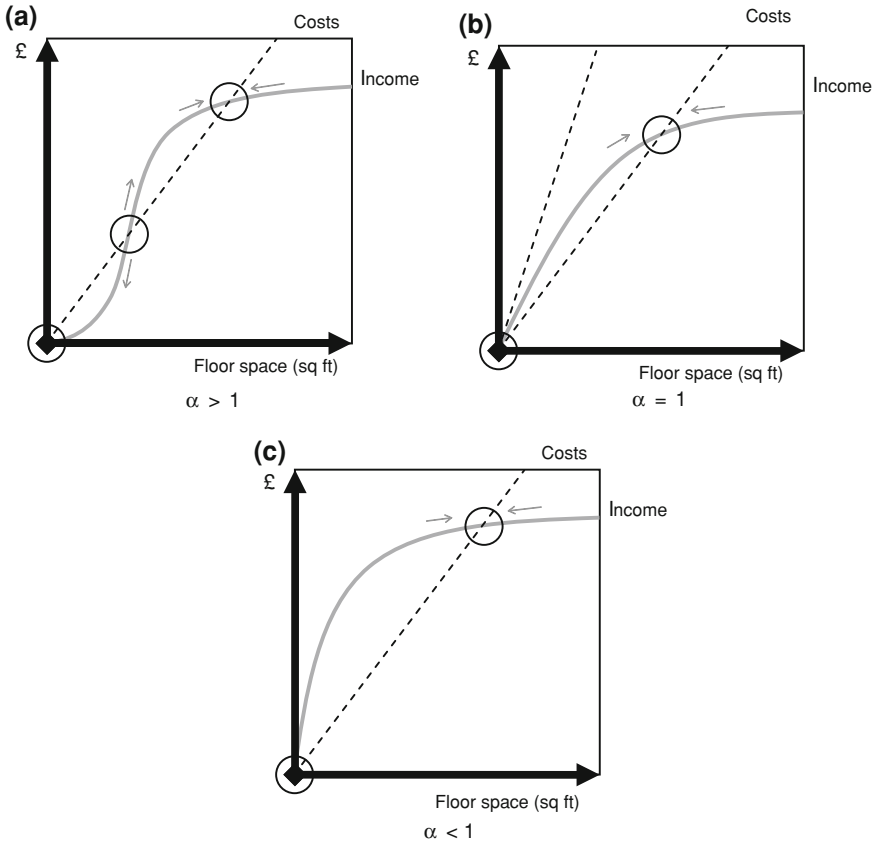 (a)
Costs
£
Income
Floor space (sq ft)
α > 1
(b)
Costs
£
Income
Floor space (sq ft)
α = 1
(c)
Costs
£
Income
Floor space (sq ft)
α < 1